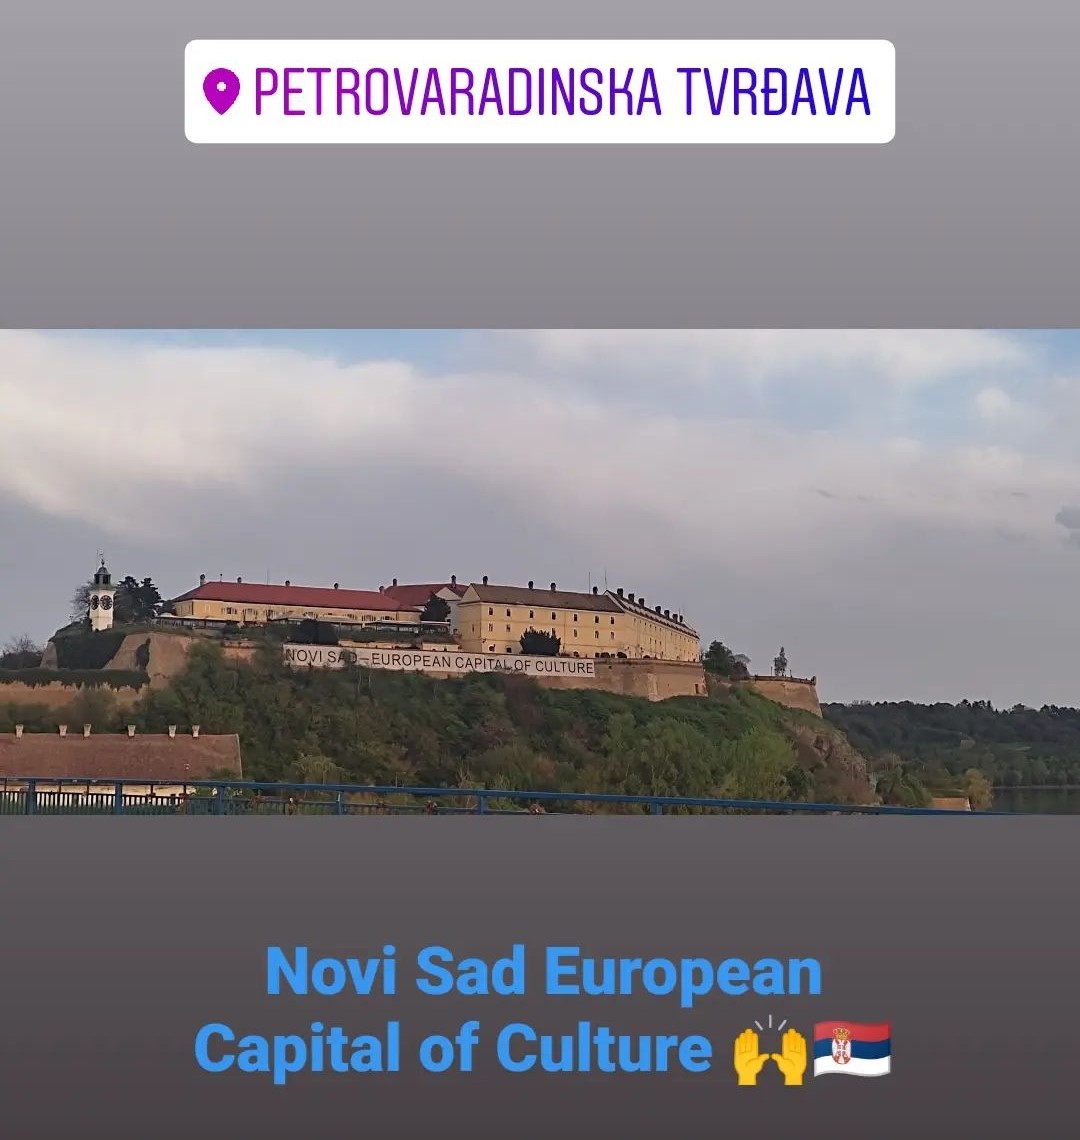 PETROVARADINSKA TVRĐAVA
NOVI SAD - EUROPEAN CAPITAL OF CULTURE
Novi Sad European
Capital of Culture 🙌🇷🇸